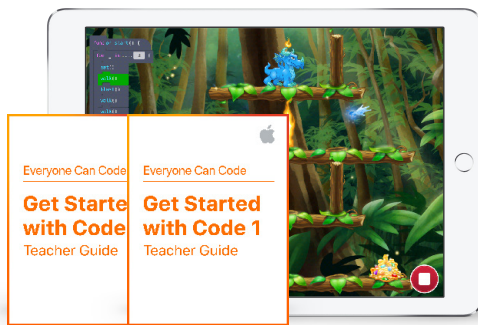 Everyone Can Code
Get Starte
with Code
Teacher Guide
Everyone Can Code
Get Started
with Code 1
Teacher Guide